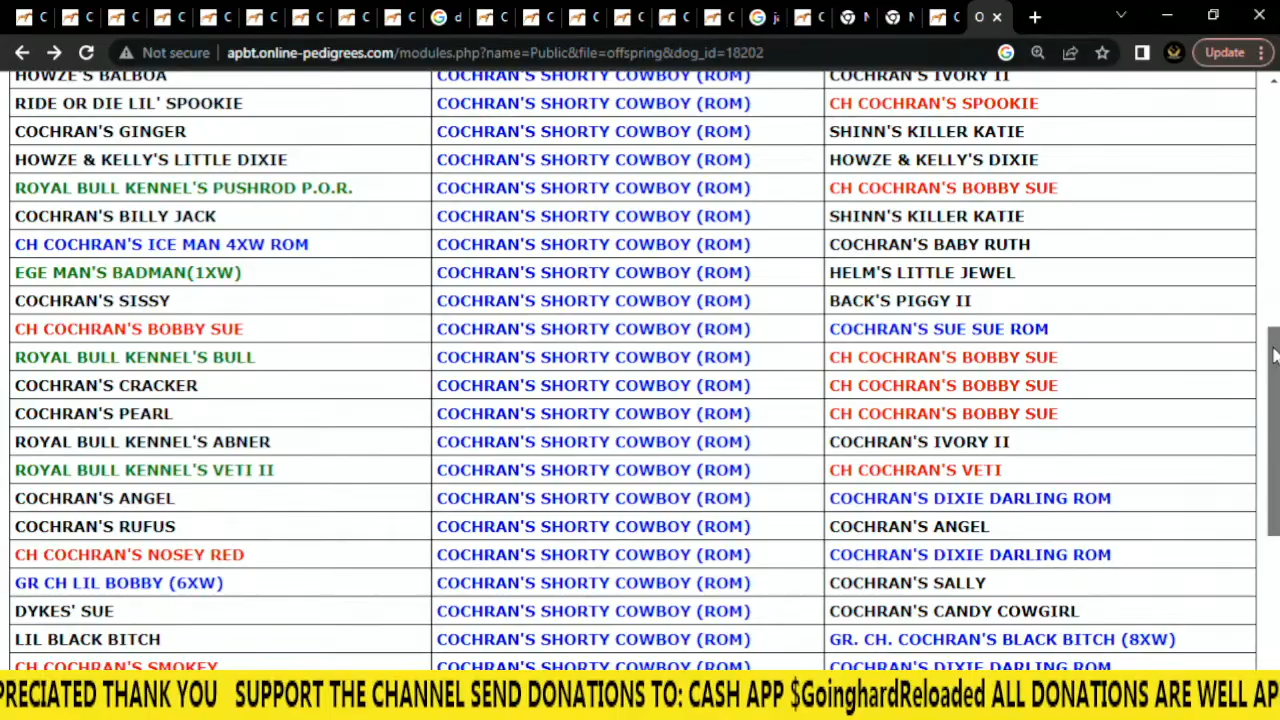 C C C C C C C C C d C C C C C C j C N N C O
Not secure apbt.online-pedigrees.com/modules.php?name=Public&file=offspring&dog_id=18202 Update
HOWZE'S BALBOA COCHRAN'S SHORTY COWBOY (ROM) COCHRAN'S IVORY II
RIDE OR DIE LIL' SPOOKIE COCHRAN'S SHORTY COWBOY (ROM) CH COCHRAN'S SPOOKIE
COCHRAN'S GINGER COCHRAN'S SHORTY COWBOY (ROM) SHINN'S KILLER KATIE
HOWZE & KELLY'S LITTLE DIXIE COCHRAN'S SHORTY COWBOY (ROM) HOWZE & KELLY'S DIXIE
ROYAL BULL KENNEL'S PUSHROD P.O.R. COCHRAN'S SHORTY COWBOY (ROM) CH COCHRAN'S BOBBY SUE
COCHRAN'S BILLY JACK COCHRAN'S SHORTY COWBOY (ROM) SHINN'S KILLER KATIE
CH COCHRAN'S ICE MAN 4XW ROM COCHRAN'S SHORTY COWBOY (ROM) COCHRAN'S BABY RUTH
EGE MAN'S BADMAN(1XW) COCHRAN'S SHORTY COWBOY (ROM) HELM'S LITTLE JEWEL
COCHRAN'S SISSY COCHRAN'S SHORTY COWBOY (ROM) BACK'S PIGGY II
CH COCHRAN'S BOBBY SUE COCHRAN'S SHORTY COWBOY (ROM) COCHRAN'S SUE SUE ROM
ROYAL BULL KENNEL'S BULL COCHRAN'S SHORTY COWBOY (ROM) CH COCHRAN'S BOBBY SUE
COCHRAN'S CRACKER COCHRAN'S SHORTY COWBOY (ROM) CH COCHRAN'S BOBBY SUE
COCHRAN'S PEARL COCHRAN'S SHORTY COWBOY (ROM) CH COCHRAN'S BOBBY SUE
ROYAL BULL KENNEL'S ABNER COCHRAN'S SHORTY COWBOY (ROM) COCHRAN'S IVORY II
ROYAL BULL KENNEL'S VETI II COCHRAN'S SHORTY COWBOY (ROM) CH COCHRAN'S VETI
COCHRAN'S ANGEL COCHRAN'S SHORTY COWBOY (ROM) COCHRAN'S DIXIE DARLING ROM
COCHRAN'S RUFUS COCHRAN'S SHORTY COWBOY (ROM) COCHRAN'S ANGEL
CH COCHRAN'S NOSEY RED COCHRAN'S SHORTY COWBOY (ROM) COCHRAN'S DIXIE DARLING ROM
GR CH LIL BOBBY (6XW) COCHRAN'S SHORTY COWBOY (ROM) COCHRAN'S SALLY
DYKES' SUE COCHRAN'S SHORTY COWBOY (ROM) COCHRAN'S CANDY COWGIRL
LIL BLACK BITCH COCHRAN'S SHORTY COWBOY (ROM) GR. CH. COCHRAN'S BLACK BITCH (8XW)
CH COCHRAN'S SMOKEY COCHRAN'S SHORTY COWBOY (ROM) COCHRAN'S DIXIE DARLING ROM
PRECIATED THANK YOU SUPPORT THE CHANNEL SEND DONATIONS TO: CASH APP $GoinghardReloaded ALL DONATIONS ARE WELL AP